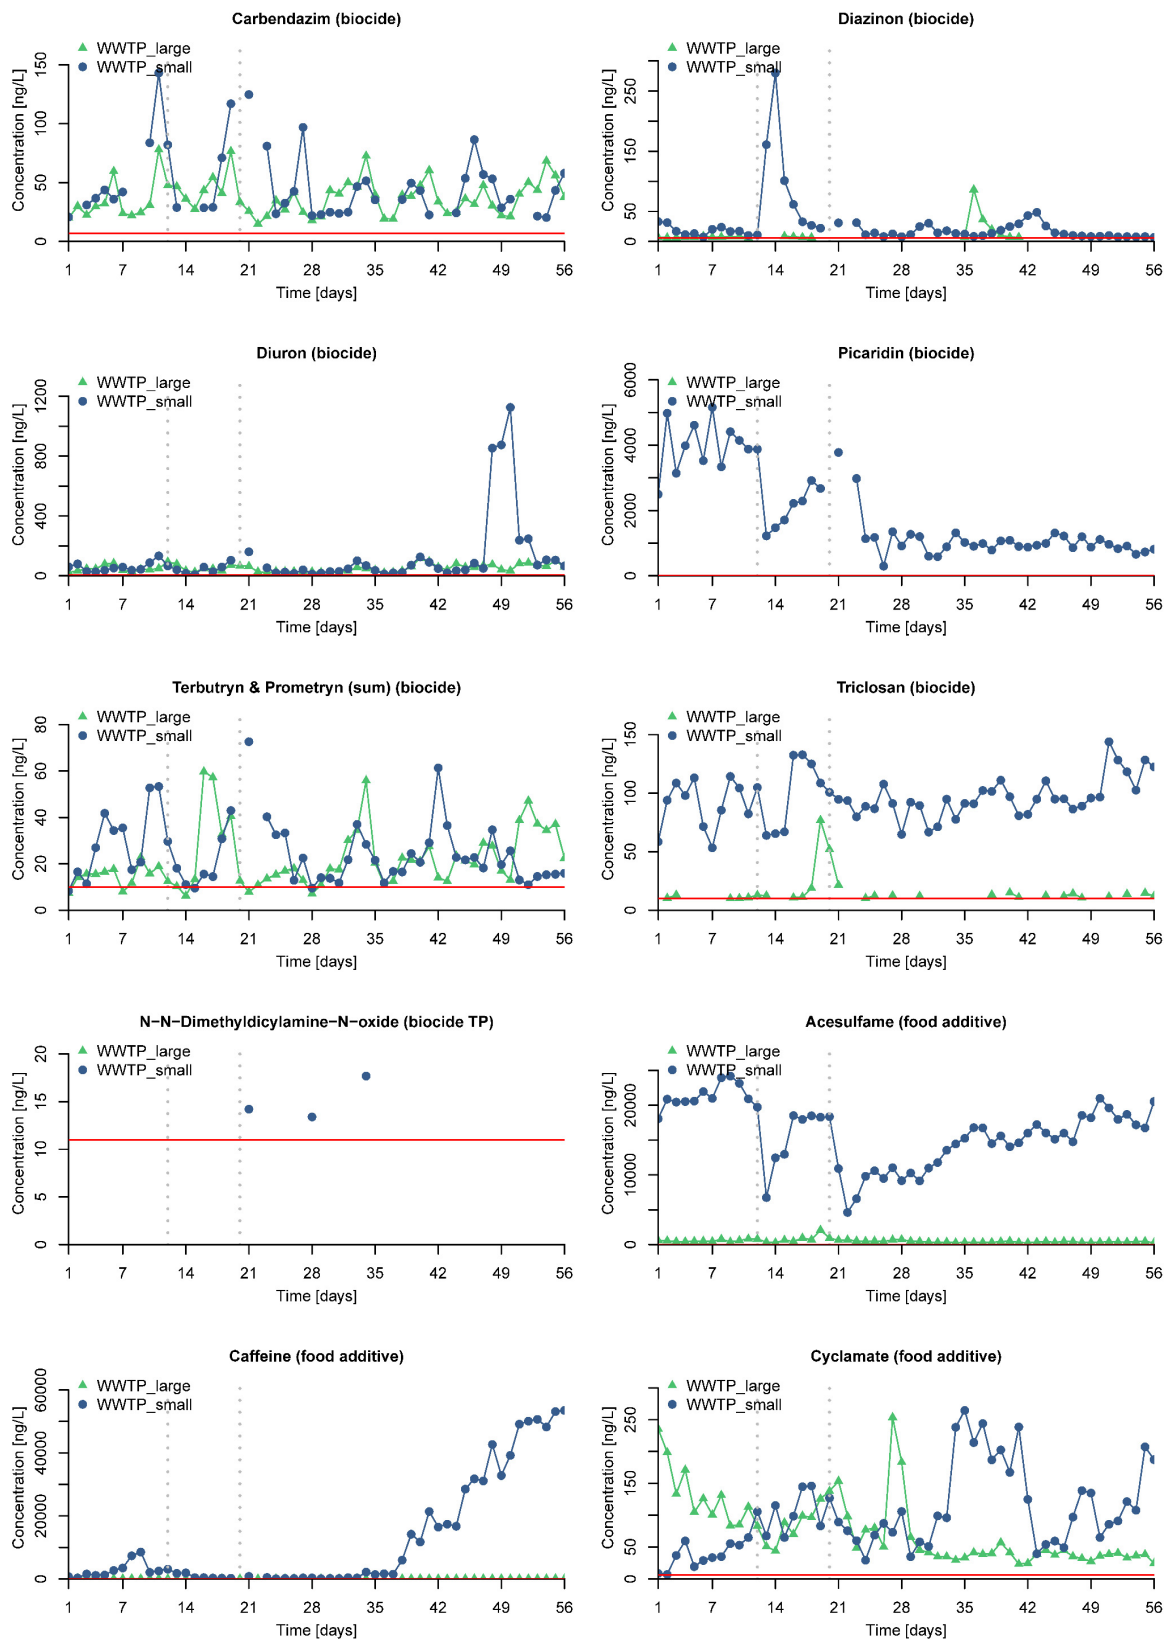 Carbendazim (biocide)
WWTP_large
WWTP_small
Concentration [ng/L]
0 50 100 150
1 7 14 21 28 35 42 49 56
Time [days]
Diazinon (biocide)
WWTP_large
WWTP_small
Concentration [ng/L]
0 50 150 250
1 7 14 21 28 35 42 49 56
Time [days]
Diuron (biocide)
WWTP_large
WWTP_small
Concentration [ng/L]
0 400 800 1200
1 7 14 21 28 35 42 49 56
Time [days]
Picaridin (biocide)
WWTP_large
WWTP_small
Concentration [ng/L]
0 2000 4000 6000
1 7 14 21 28 35 42 49 56
Time [days]
Terbutryn & Prometryn (sum) (biocide)
WWTP_large
WWTP_small
Concentration [ng/L]
0 20 40 60 80
1 7 14 21 28 35 42 49 56
Time [days]
Triclosan (biocide)
WWTP_large
WWTP_small
Concentration [ng/L]
0 50 100 150
1 7 14 21 28 35 42 49 56
Time [days]
N−N−Dimethyldicylamine−N−oxide (biocide TP)
WWTP_large
WWTP_small
Concentration [ng/L]
0 5 10 15 20
1 7 14 21 28 35 42 49 56
Time [days]
Acesulfame (food additive)
WWTP_large
WWTP_small
Concentration [ng/L]
0 10000 20000
1 7 14 21 28 35 42 49 56
Time [days]
Caffeine (food additive)
WWTP_large
WWTP_small
Concentration [ng/L]
0 20000 40000 60000
1 7 14 21 28 35 42 49 56
Time [days]
Cyclamate (food additive)
WWTP_large
WWTP_small
Concentration [ng/L]
0 50 150 250
1 7 14 21 28 35 42 49 56
Time [days]